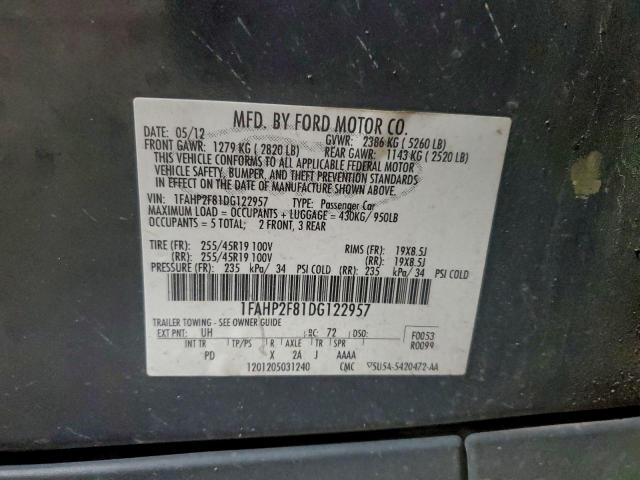 MFD. BY FORD MOTOR CO.
DATE: 05/12 GVWR: 2386 KG ( 5260 LB)
FRONT GAWR: 1279 KG ( 2820 LB) REAR GAWR: 1143 KG ( 2520 LB)
THIS VEHICLE CONFORMS TO ALL APPLICABLE FEDERAL MOTOR
VEHICLE SAFETY, BUMPER, AND THEFT PREVENTION STANDARDS
IN EFFECT ON THE DATE OF MANUFACTURE SHOWN ABOVE.
VIN: 1FAHP2F81DG122957 TYPE: Passenger Car
MAXIMUM LOAD = OCCUPANTS + LUGGAGE = 430KG/950LB
OCCUPANTS = 5 TOTAL; 2 FRONT, 3 REAR
TIRE (FR): 255/45R19 100V RIMS (FR): 19X8.5J
(RR): 255/45R19 100V (RR): 19X8.5J
PRESSURE (FR): 235 kPa/ 34 PSI COLD (RR): 235 kPa/ 34 PSI COLD
1FAHP2F81DG122957
TRAILER TOWING - SEE OWNER GUIDE
EXT PNT: UH RC: 72 DSO: F0053
INT TR TP/PS R AXLE TR SPR R0099
PD X 2A J AAAA
1201205031240 CMC 5U5A-5420472-AA